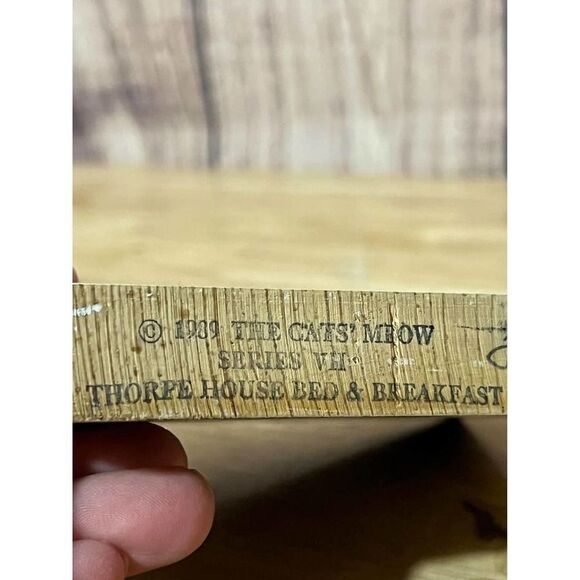 © 1989 THE CATS' MEOW
SERIES VII
THORPE HOUSE BED & BREAKFAST